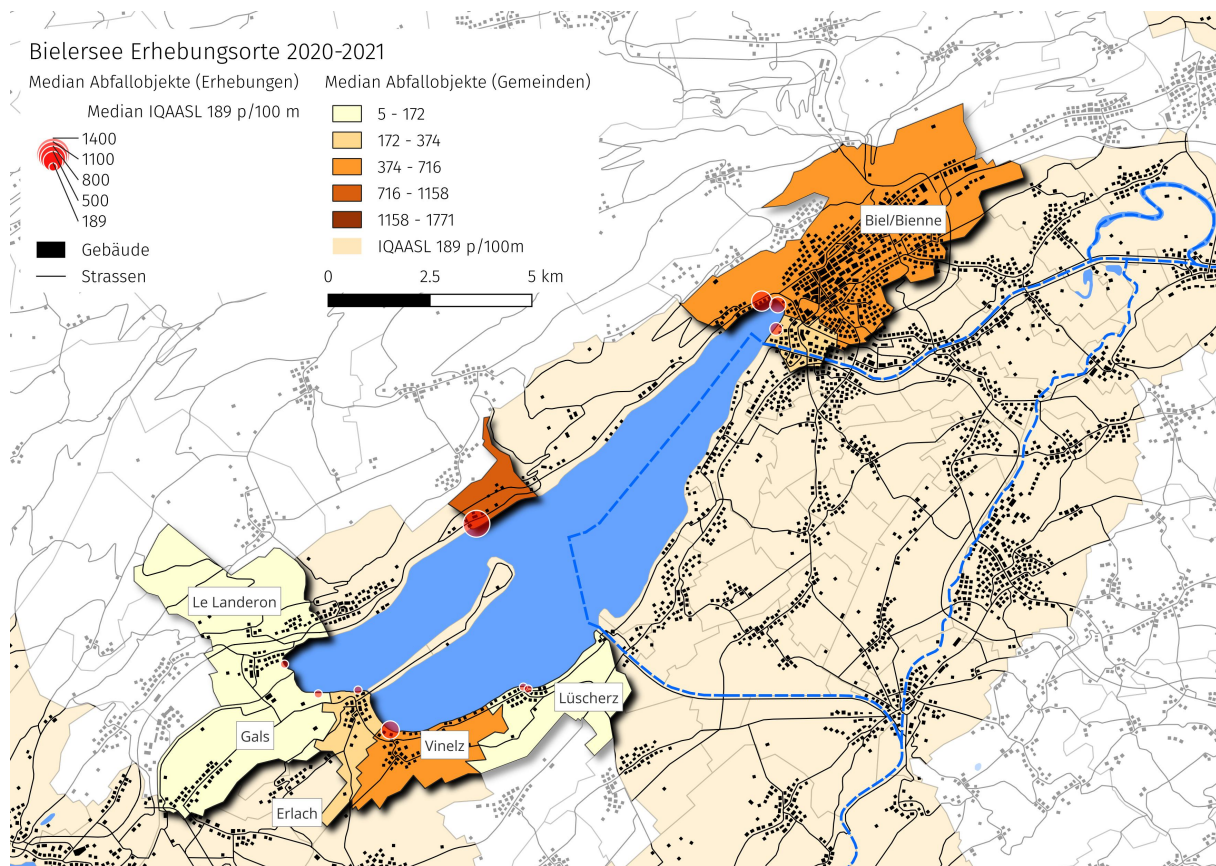 Bielersee Erhebungsorte 2020-2021
Median Abfallobjekte (Erhebungen)
Median IQAASL 189 p/100 m
1400
1100
800
500
189
Gebäude
Strassen
Median Abfallobjekte (Gemeinden)
5 - 172
172 - 374
374 - 716
716 - 1158
1158 - 1771
IQAASL 189 p/100m
0 2.5 5 km
Biel/Bienne
Le Landeron
Lüscherz
Gals
Vinelz
Erlach